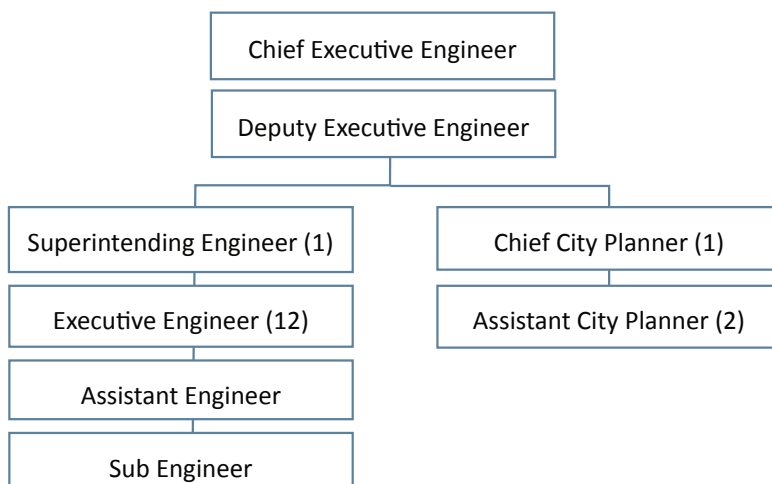 Chief Executive Engineer
Deputy Executive Engineer
Superintending Engineer (1)
Chief City Planner (1)
Executive Engineer (12)
Assistant City Planner (2)
Assistant Engineer
Sub Engineer